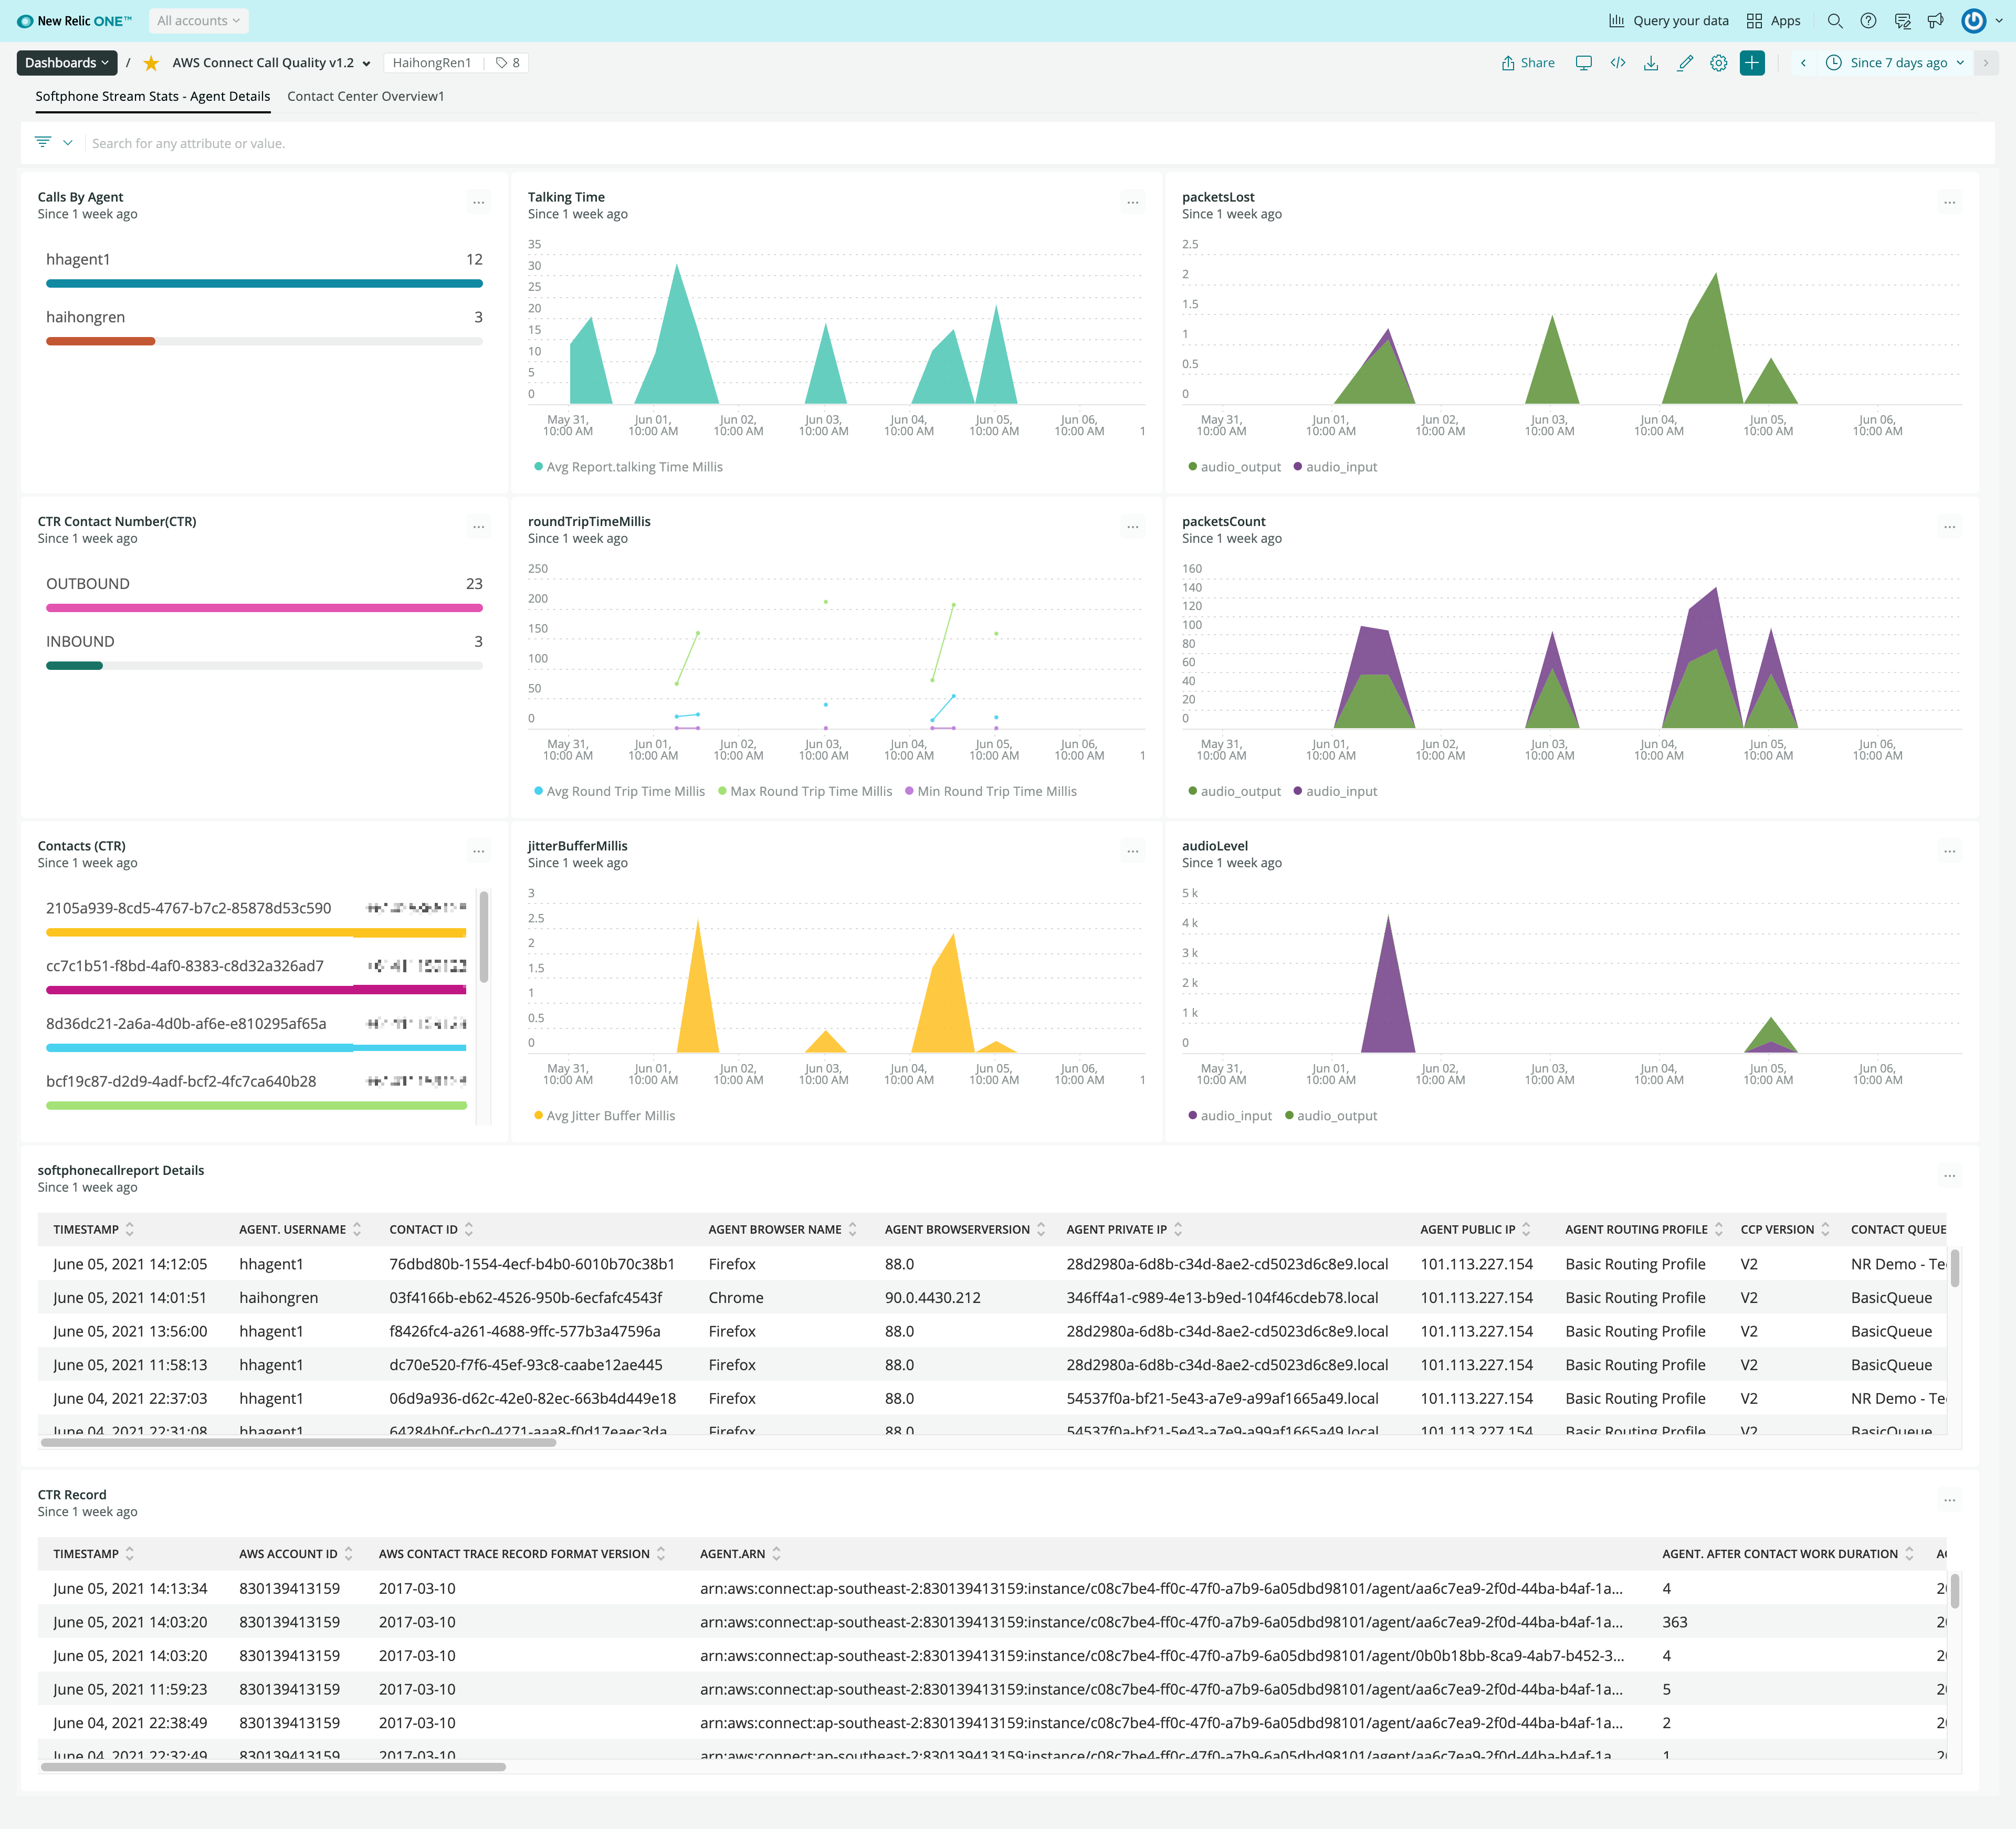 New Relic ONE™ All accounts Query your data Apps
Dashboards / AWS Connect Call Quality v1.2 HaihongRen1 8 Share Since 7 days ago
Softphone Stream Stats - Agent Details Contact Center Overview1
Search for any attribute or value.
Calls By Agent
Since 1 week ago
hhagent1 12
haihongren 3
Talking Time
Since 1 week ago
35
30
25
20
15
10
5
0
May 31, Jun 01, Jun 02, Jun 03, Jun 04, Jun 05, Jun 06,
10:00 AM 10:00 AM 10:00 AM 10:00 AM 10:00 AM 10:00 AM 10:00 AM 1
Avg Report.talking Time Millis
packetsLost
Since 1 week ago
2.5
2
1.5
1
0.5
0
May 31, Jun 01, Jun 02, Jun 03, Jun 04, Jun 05, Jun 06,
10:00 AM 10:00 AM 10:00 AM 10:00 AM 10:00 AM 10:00 AM 10:00 AM
audio_output audio_input
CTR Contact Number(CTR)
Since 1 week ago
OUTBOUND 23
INBOUND 3
roundTripTimeMillis
Since 1 week ago
250
200
150
100
50
0
May 31, Jun 01, Jun 02, Jun 03, Jun 04, Jun 05, Jun 06,
10:00 AM 10:00 AM 10:00 AM 10:00 AM 10:00 AM 10:00 AM 10:00 AM 1
Avg Round Trip Time Millis Max Round Trip Time Millis Min Round Trip Time Millis
packetsCount
Since 1 week ago
160
140
120
100
80
60
40
20
0
May 31, Jun 01, Jun 02, Jun 03, Jun 04, Jun 05, Jun 06,
10:00 AM 10:00 AM 10:00 AM 10:00 AM 10:00 AM 10:00 AM 10:00 AM
audio_output audio_input
Contacts (CTR)
Since 1 week ago
2105a939-8cd5-4767-b7c2-85878d53c590
cc7c1b51-f8bd-4af0-8383-c8d32a326ad7
8d36dc21-2a6a-4d0b-af6e-e810295af65a
bcf19c87-d2d9-4adf-bcf2-4fc7ca640b28
jitterBufferMillis
Since 1 week ago
3
2.5
2
1.5
1
0.5
0
May 31, Jun 01, Jun 02, Jun 03, Jun 04, Jun 05, Jun 06,
10:00 AM 10:00 AM 10:00 AM 10:00 AM 10:00 AM 10:00 AM 10:00 AM 1
Avg Jitter Buffer Millis
audioLevel
Since 1 week ago
5 k
4 k
3 k
2 k
1 k
0
May 31, Jun 01, Jun 02, Jun 03, Jun 04, Jun 05, Jun 06,
10:00 AM 10:00 AM 10:00 AM 10:00 AM 10:00 AM 10:00 AM 10:00 AM
audio_input audio_output
softphonecallreport Details
Since 1 week ago
TIMESTAMP AGENT. USERNAME CONTACT ID AGENT BROWSER NAME AGENT BROWSERVERSION AGENT PRIVATE IP AGENT PUBLIC IP AGENT ROUTING PROFILE CCP VERSION CONTACT QUEUE
June 05, 2021 14:12:05 hhagent1 76dbd80b-1554-4ecf-b4b0-6010b70c38b1 Firefox 88.0 28d2980a-6d8b-c34d-8ae2-cd5023d6c8e9.local 101.113.227.154 Basic Routing Profile V2 NR Demo - Te
June 05, 2021 14:01:51 haihongren 03f4166b-eb62-4526-950b-6ecfafc4543f Chrome 90.0.4430.212 346ff4a1-c989-4e13-b9ed-104f46cdeb78.local 101.113.227.154 Basic Routing Profile V2 BasicQueue
June 05, 2021 13:56:00 hhagent1 f8426fc4-a261-4688-9ffc-577b3a47596a Firefox 88.0 28d2980a-6d8b-c34d-8ae2-cd5023d6c8e9.local 101.113.227.154 Basic Routing Profile V2 BasicQueue
June 05, 2021 11:58:13 hhagent1 dc70e520-f7f6-45ef-93c8-caabe12ae445 Firefox 88.0 28d2980a-6d8b-c34d-8ae2-cd5023d6c8e9.local 101.113.227.154 Basic Routing Profile V2 BasicQueue
June 04, 2021 22:37:03 hhagent1 06d9a936-d62c-42e0-82ec-663b4d449e18 Firefox 88.0 54537f0a-bf21-5e43-a7e9-a99af1665a49.local 101.113.227.154 Basic Routing Profile V2 NR Demo - Te
June 04, 2021 22:31:08 hhagent1 64284b0f-cbc0-4271-aaa8-f0d17eaec3da Firefox 88.0 54537f0a-bf21-5e43-a7e9-a99af1665a49.local 101.113.227.154 Basic Routing Profile V2 BasicQueue
CTR Record
Since 1 week ago
TIMESTAMP AWS ACCOUNT ID AWS CONTACT TRACE RECORD FORMAT VERSION AGENT.ARN AGENT. AFTER CONTACT WORK DURATION
June 05, 2021 14:13:34 830139413159 2017-03-10 arn:aws:connect:ap-southeast-2:830139413159:instance/c08c7be4-ff0c-47f0-a7b9-6a05dbd98101/agent/aa6c7ea9-2f0d-44ba-b4af-1a... 4
June 05, 2021 14:03:20 830139413159 2017-03-10 arn:aws:connect:ap-southeast-2:830139413159:instance/c08c7be4-ff0c-47f0-a7b9-6a05dbd98101/agent/aa6c7ea9-2f0d-44ba-b4af-1a... 363
June 05, 2021 14:03:20 830139413159 2017-03-10 arn:aws:connect:ap-southeast-2:830139413159:instance/c08c7be4-ff0c-47f0-a7b9-6a05dbd98101/agent/0b0b18bb-8ca9-4ab7-b452-3... 4
June 05, 2021 11:59:23 830139413159 2017-03-10 arn:aws:connect:ap-southeast-2:830139413159:instance/c08c7be4-ff0c-47f0-a7b9-6a05dbd98101/agent/aa6c7ea9-2f0d-44ba-b4af-1a... 5
June 04, 2021 22:38:49 830139413159 2017-03-10 arn:aws:connect:ap-southeast-2:830139413159:instance/c08c7be4-ff0c-47f0-a7b9-6a05dbd98101/agent/aa6c7ea9-2f0d-44ba-b4af-1a... 2
June 04, 2021 22:32:49 830139413159 2017-03-10 arn:aws:connect:ap-southeast-2:830139413159:instance/c08c7be4-ff0c-47f0-a7b9-6a05dbd98101/agent/aa6c7ea9-2f0d-44ba-b4af-1a 1